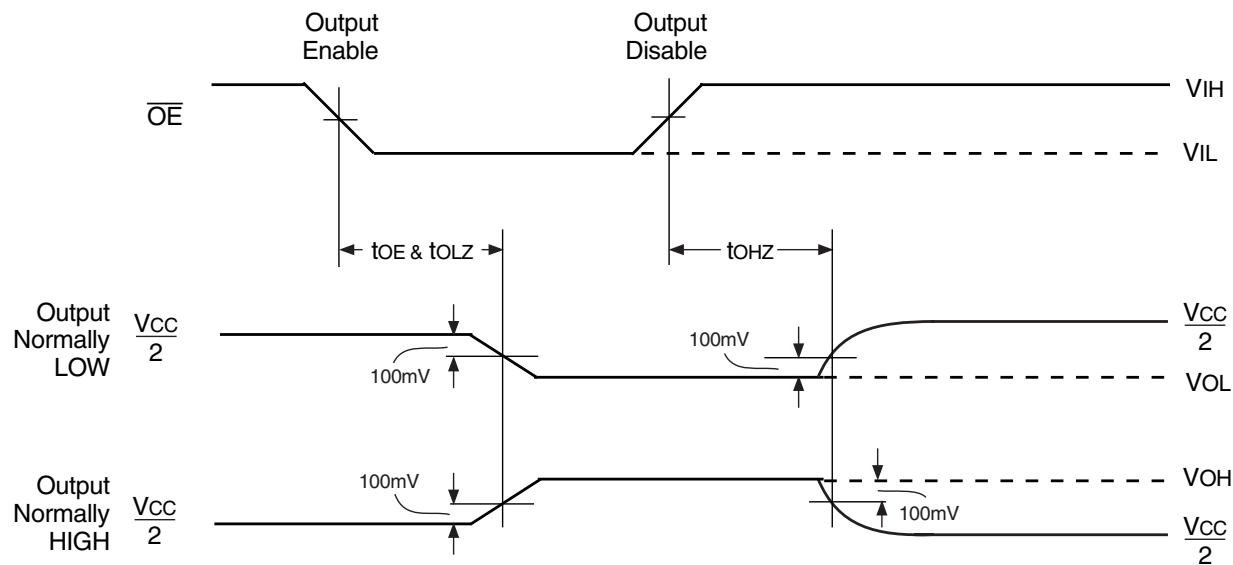 Output
Enable
Output
Disable
OE
VIH
VIL
tOE & tOLZ
tOHZ
Output
Normally
LOW
VCC
2
100mV
100mV
VCC
2
VOL
Output
Normally
HIGH
VCC
2
100mV
100mV
VOH
VCC
2